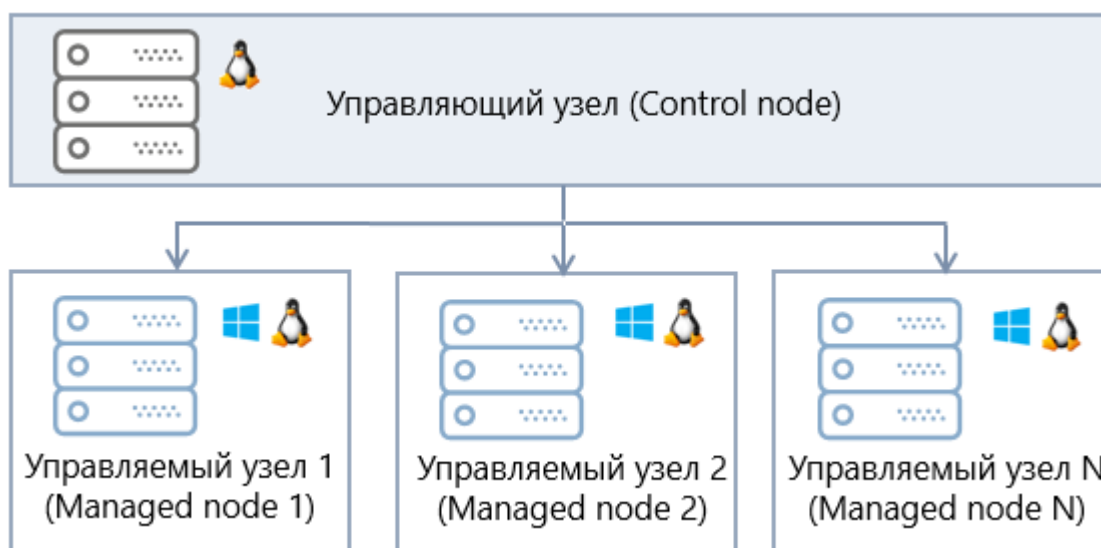 Управляющий узел (Control node)
Управляемый узел 1
(Managed node 1)
Управляемый узел 2
(Managed node 2)
Управляемый узел N
(Managed node N)